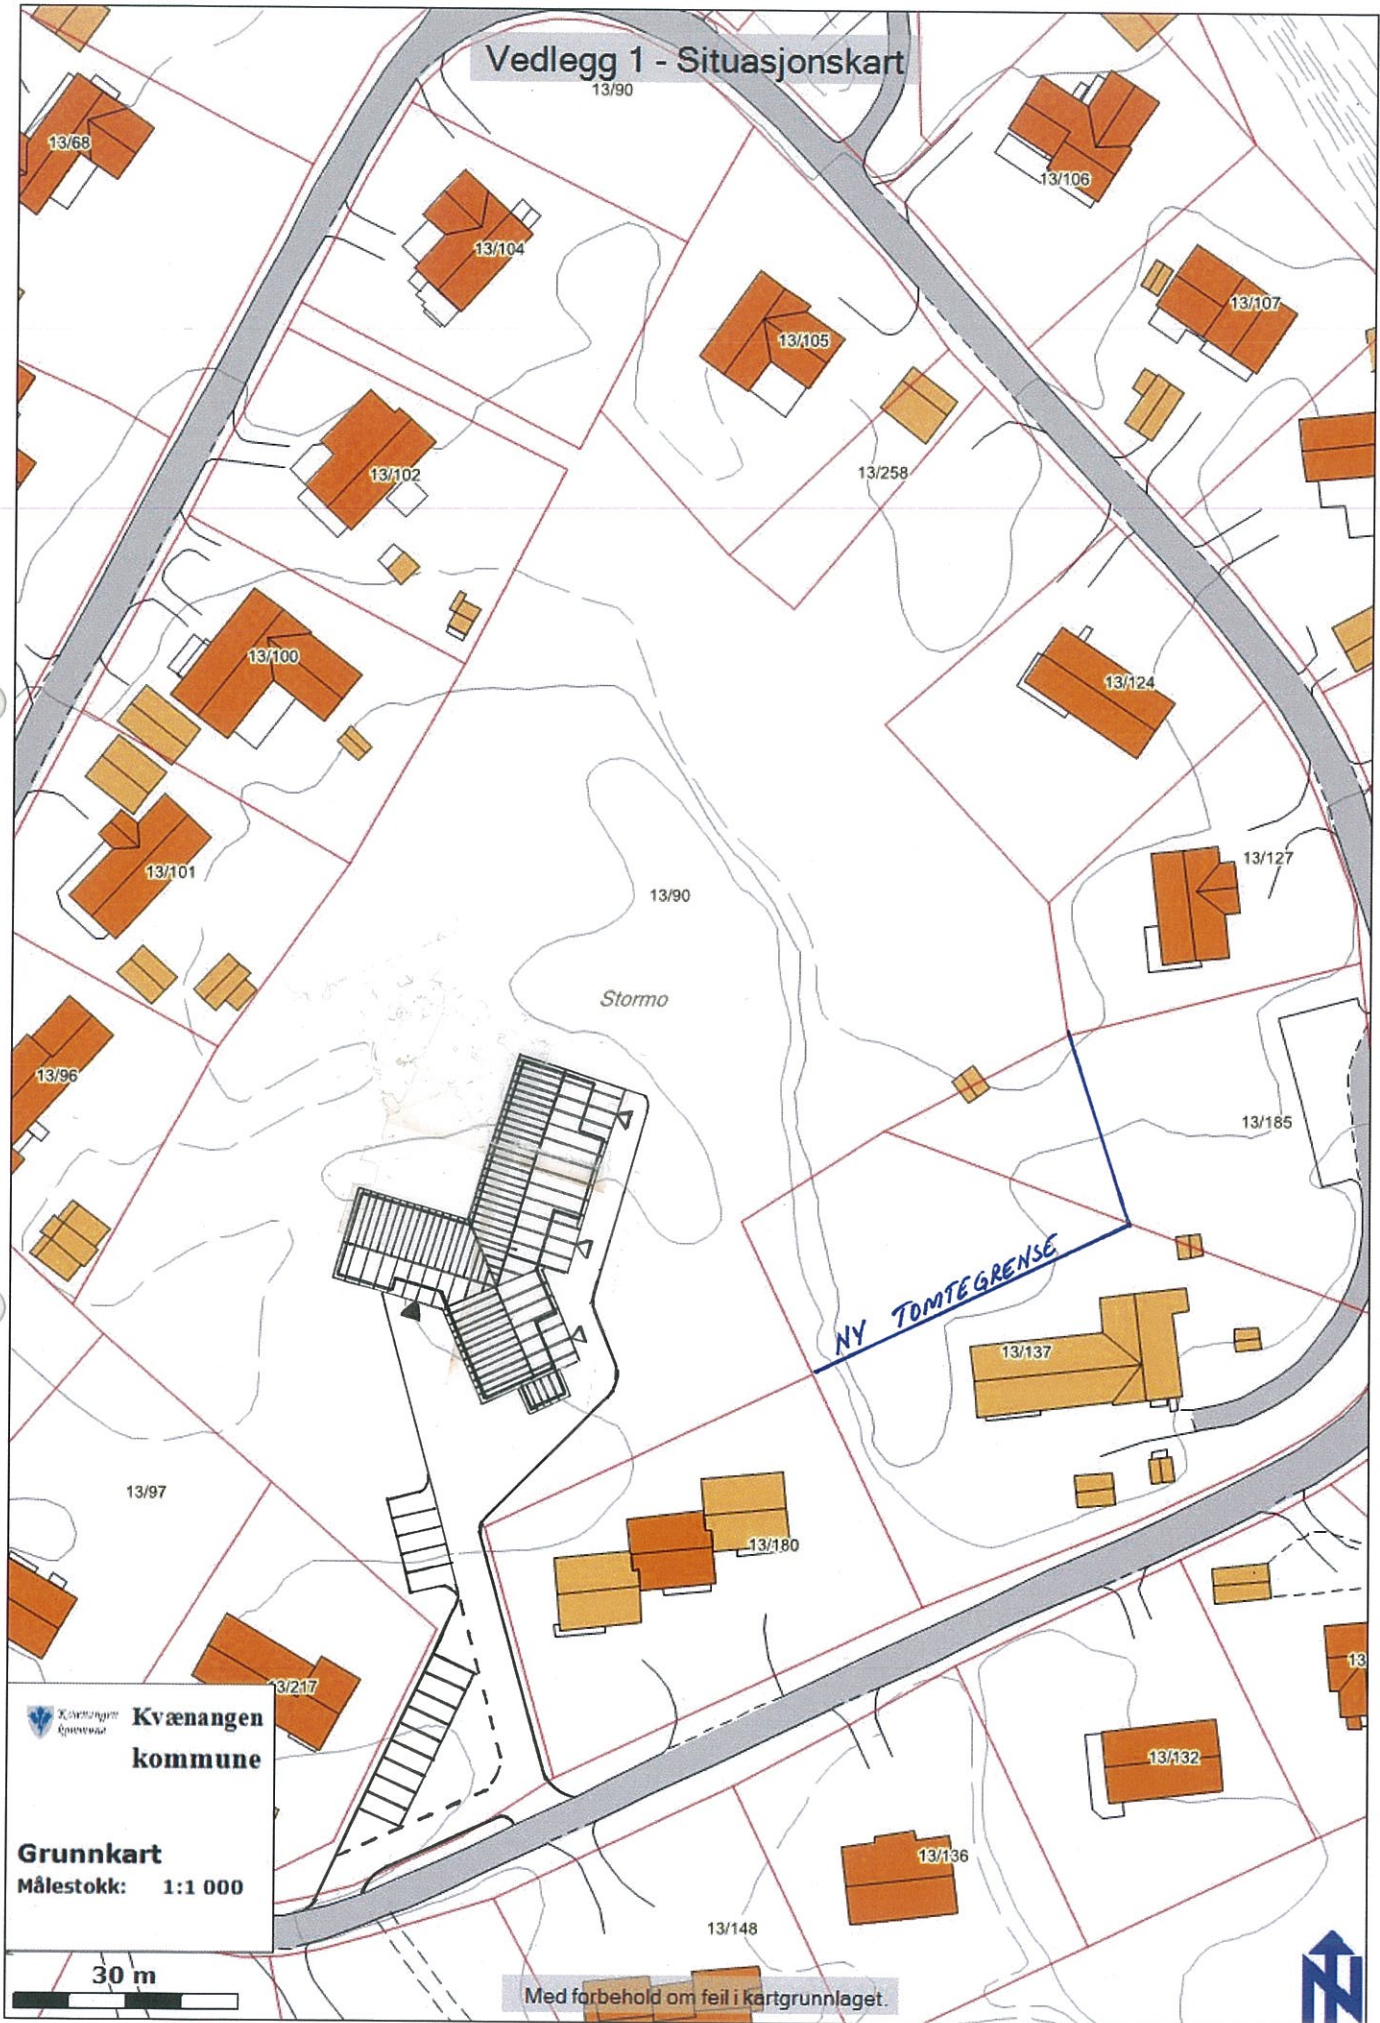 Vedlegg 1 - Situasjonskart
13/90
13/68
13/106
13/104
13/107
13/105
13/102
13/258
13/100
13/124
13/127
13/101
13/90
Stormo
13/96
13/185
NY TOMTEGRENSE
13/137
13/97
13/180
13/217
13
13/132
Kvænangen
kommune
Kvænangen
kommune
Grunnkart
Målestokk: 1:1 000
13/136
13/148
30 m
Med forbehold om feil i kartgrunnlaget.
N